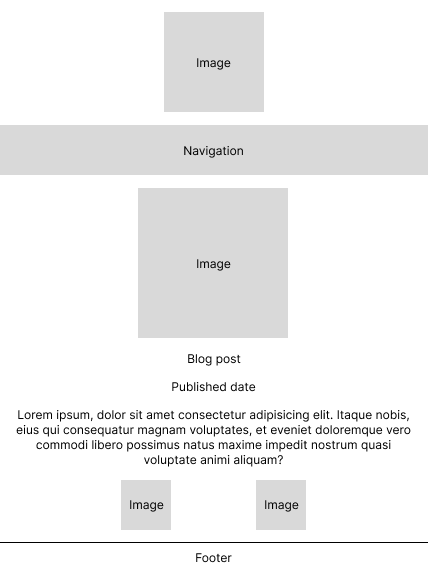 Image
Navigation
Image
Blog post
Published date
Lorem ipsum, dolor sit amet consectetur adipisicing elit. Itaque nobis,
eius qui consequatur magnam voluptates, et eveniet doloremque vero
commodi libero possimus natus maxime impedit nostrum quasi
voluptate animi aliquam?
Image Image
Footer